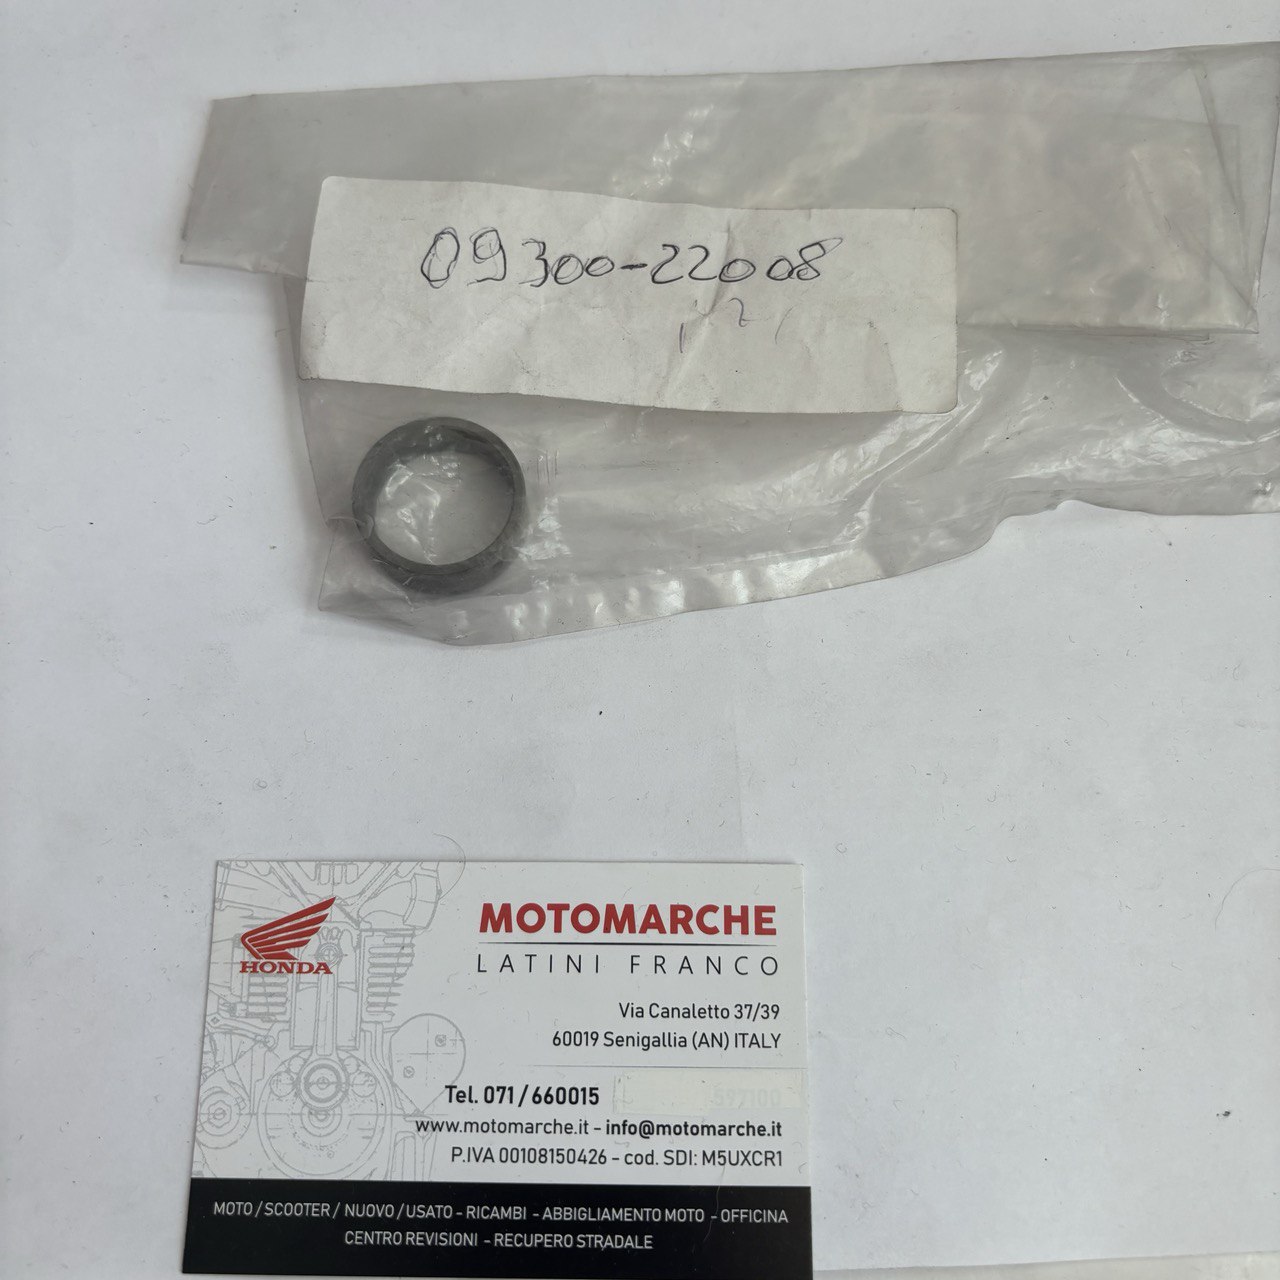 09300-22008
HONDA
MOTOMARCHE
LATINI FRANCO
Via Canaletto 37/39
60019 Senigallia (AN) ITALY
Tel. 071/660015 597100
www.motomarche.it - info@motomarche.it
P.IVA 00108150426 - cod. SDI: M5UXCR1
MOTO/SCOOTER/ NUOVO/USATO - RICAMBI - ABBIGLIAMENTO MOTO - OFFICINA
CENTRO REVISIONI - RECUPERO STRADALE